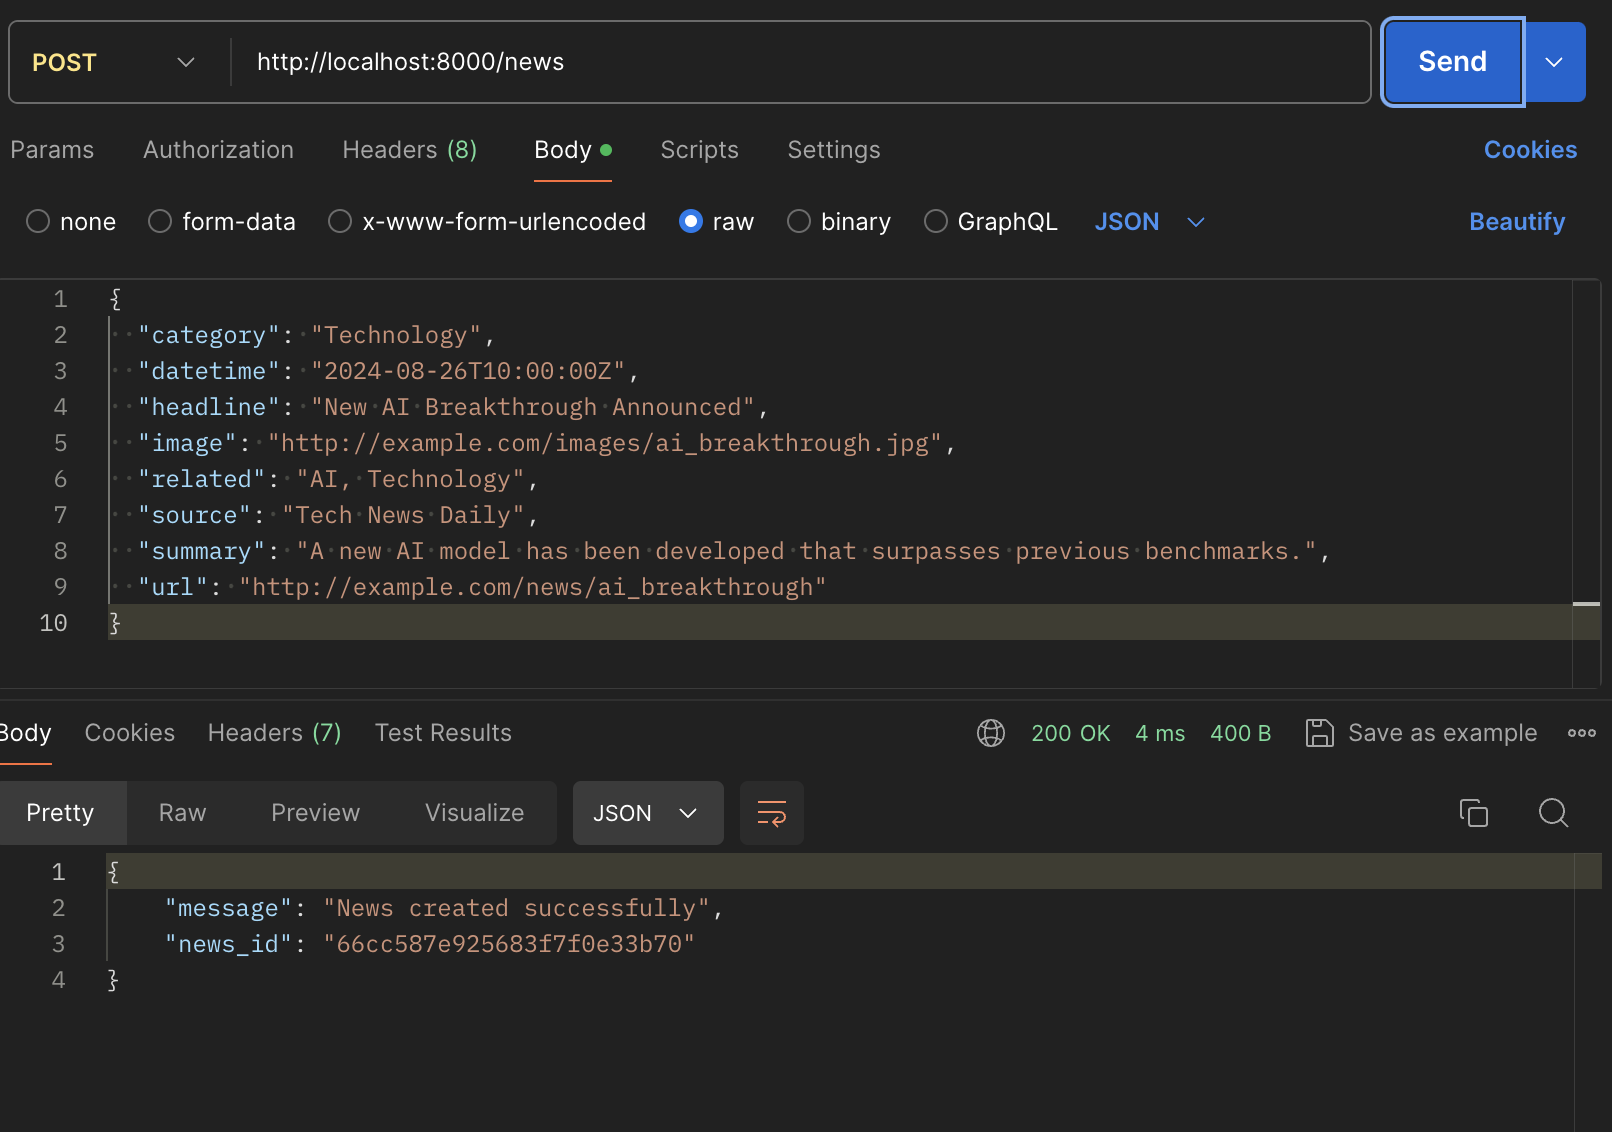 POST http://localhost:8000/news Send
Params Authorization Headers (8) Body Scripts Settings Cookies
none form-data x-www-form-urlencoded raw binary GraphQL JSON Beautify
1 {
2 "category": "Technology",
3 "datetime": "2024-08-26T10:00:00Z",
4 "headline": "New AI Breakthrough Announced",
5 "image": "http://example.com/images/ai_breakthrough.jpg",
6 "related": "AI, Technology",
7 "source": "Tech News Daily",
8 "summary": "A new AI model has been developed that surpasses previous benchmarks.",
9 "url": "http://example.com/news/ai_breakthrough"
10 }
Body Cookies Headers (7) Test Results 200 OK 4 ms 400 B Save as example
Pretty Raw Preview Visualize JSON
1 {
2 "message": "News created successfully",
3 "news_id": "66cc587e925683f7f0e33b70"
4 }